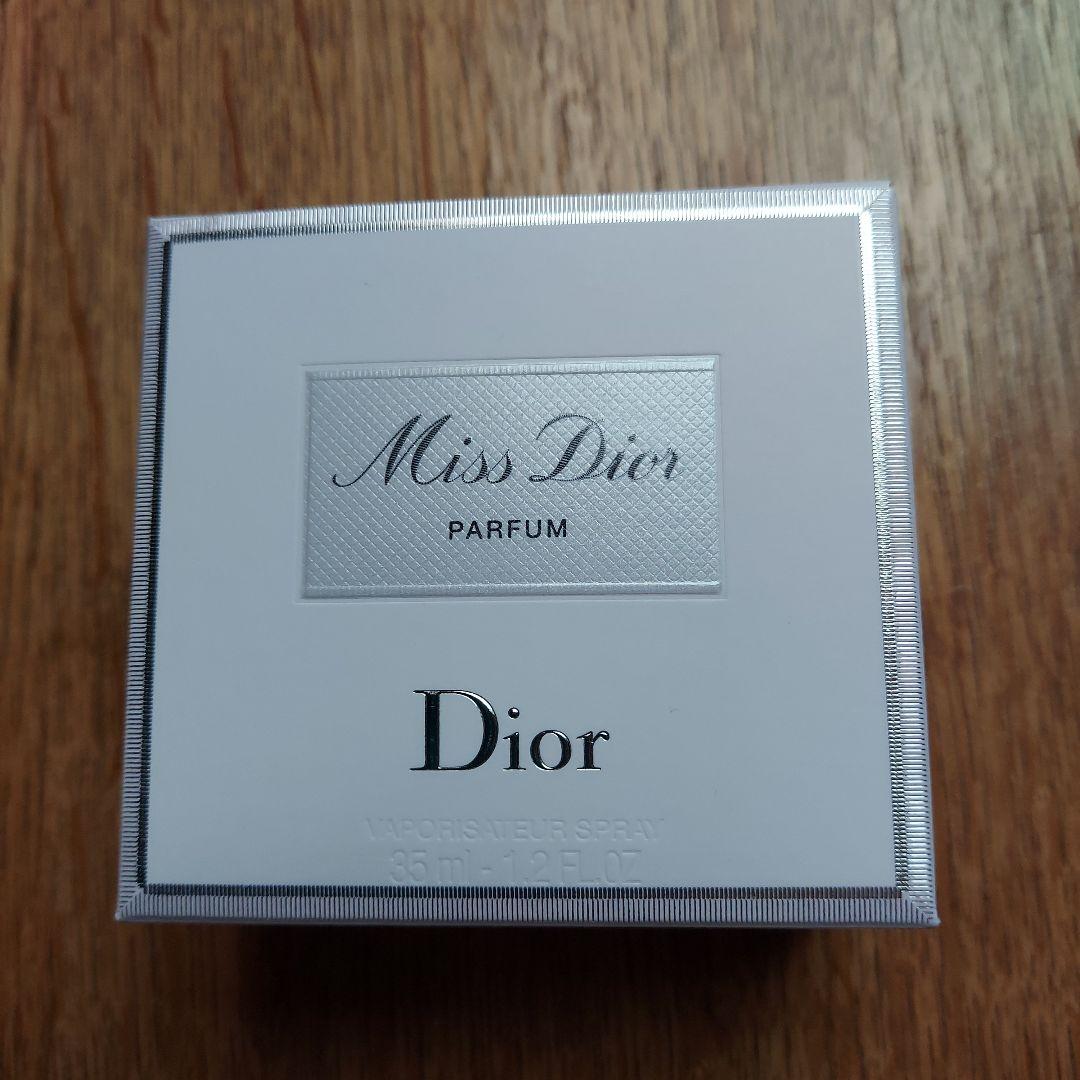 Miss Dior
PARFUM
Dior
VAPORISATEUR SPRAY
35 ml - 1.2 FL.OZ